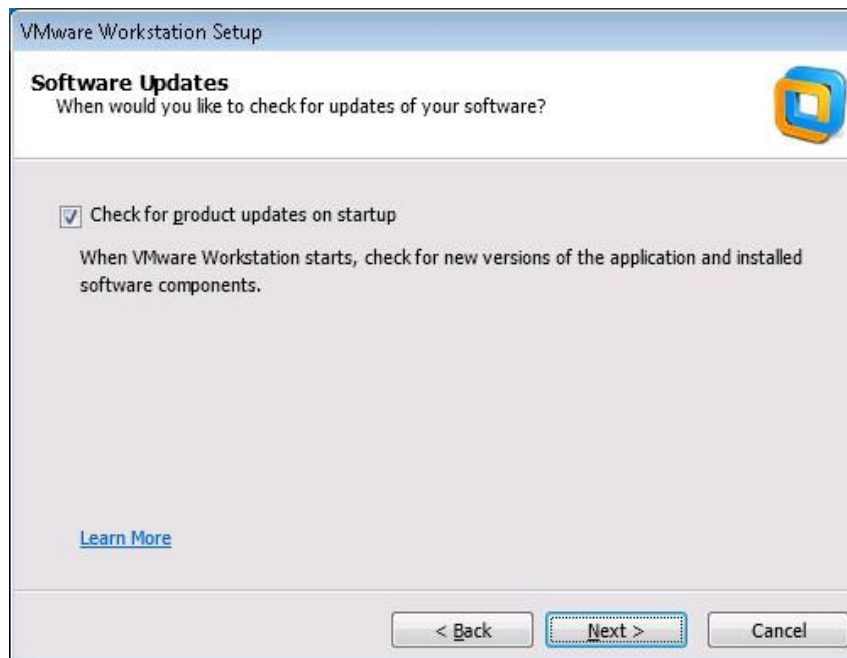 VMware Workstation Setup
Software Updates
When would you like to check for updates of your software?
Check for product updates on startup
When VMware Workstation starts, check for new versions of the application and installed
software components.
Learn More
< Back
Next >
Cancel